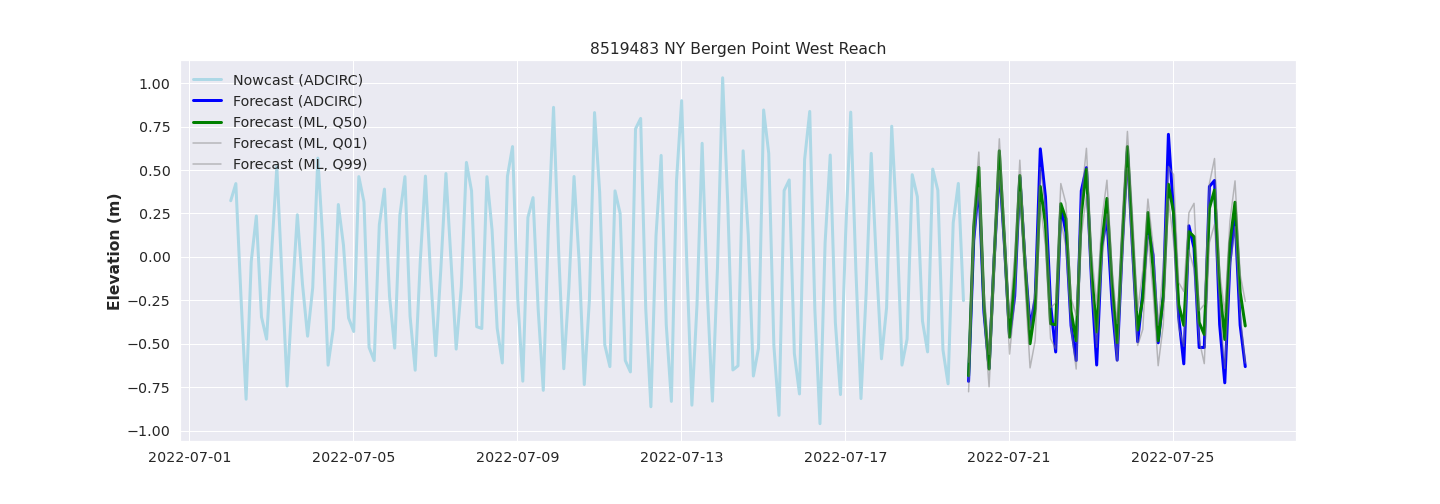 8519483 NY Bergen Point West Reach
Nowcast (ADCIRC)
Forecast (ADCIRC)
Forecast (ML, Q50)
Forecast (ML, Q01)
Forecast (ML, Q99)
Elevation (m)
1.00
0.75
0.50
0.25
0.00
−0.25
−0.50
−0.75
−1.00
2022-07-01 2022-07-05 2022-07-09 2022-07-13 2022-07-17 2022-07-21 2022-07-25